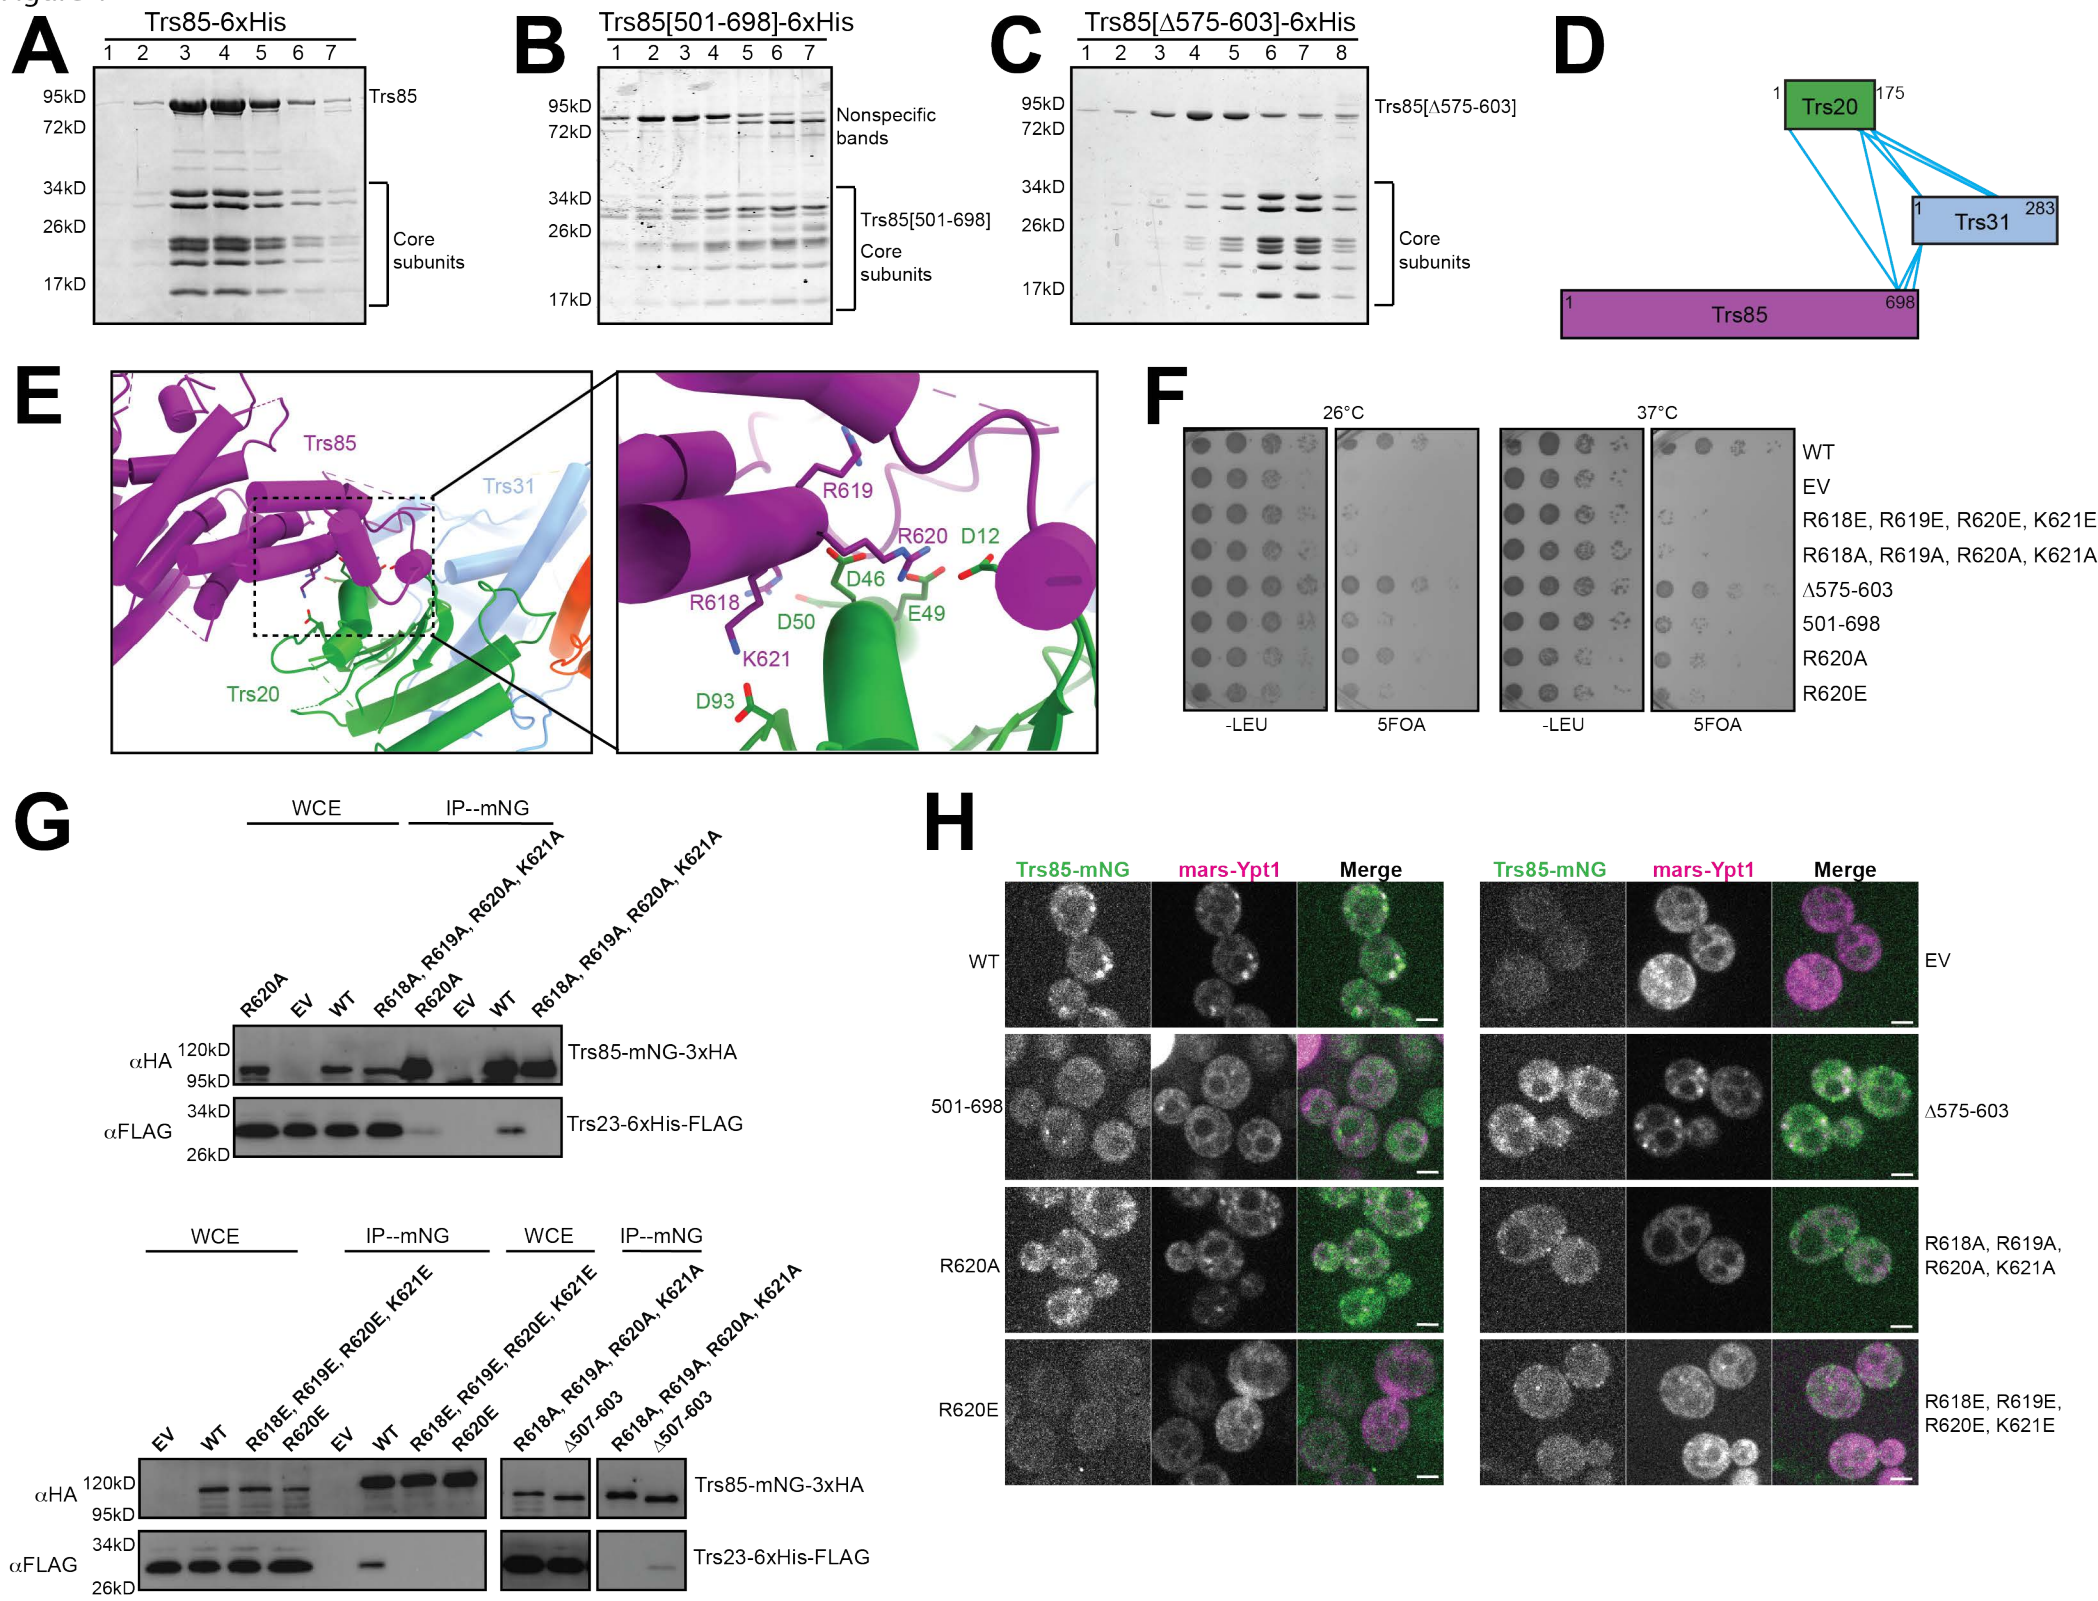 A
Trs85-6xHis
1 2 3 4 5 6 7
95kD
72kD
34kD
26kD
17kD
Trs85
Core
subunits
B
Trs85[501-698]-6xHis
1 2 3 4 5 6 7
95kD
72kD
34kD
26kD
17kD
Nonspecific
bands
Trs85[501-698]
Core
subunits
C
Trs85[Δ575-603]-6xHis
1 2 3 4 5 6 7 8
95kD
72kD
34kD
26kD
17kD
Trs85[Δ575-603]
Core
subunits
D
1 Trs20 175
1 283
Trs31
1 698
Trs85
E
Trs85
Trs31
Trs20
R619
R620
D12
D46
R618
D50
E49
K621
D93
F
26°C 37°C
WT
EV
R618E, R619E, R620E, K621E
R618A, R619A, R620A, K621A
Δ575-603
501-698
R620A
R620E
-LEU 5FOA -LEU 5FOA
G
WCE IP--mNG
R620A EV WT R618A, R619A, R620A, K621A R620A EV WT R618A, R619A, R620A, K621A
αHA 120kD 95kD Trs85-mNG-3xHA
αFLAG 34kD 26kD Trs23-6xHis-FLAG
WCE IP--mNG WCE IP--mNG
EV WT R618E, R619E, R620E, K621E R620E EV WT R618E, R619E, R620E, K621E R620E R618A, R619A, R620A, K621A Δ507-603 R618A, R619A, R620A, K621A Δ507-603
αHA 120kD 95kD Trs85-mNG-3xHA
αFLAG 34kD 26kD Trs23-6xHis-FLAG
H
Trs85-mNG mars-Ypt1 Merge Trs85-mNG mars-Ypt1 Merge
WT EV
501-698 Δ575-603
R620A R618A, R619A,
R620A, K621A
R620E R618E, R619E,
R620E, K621E